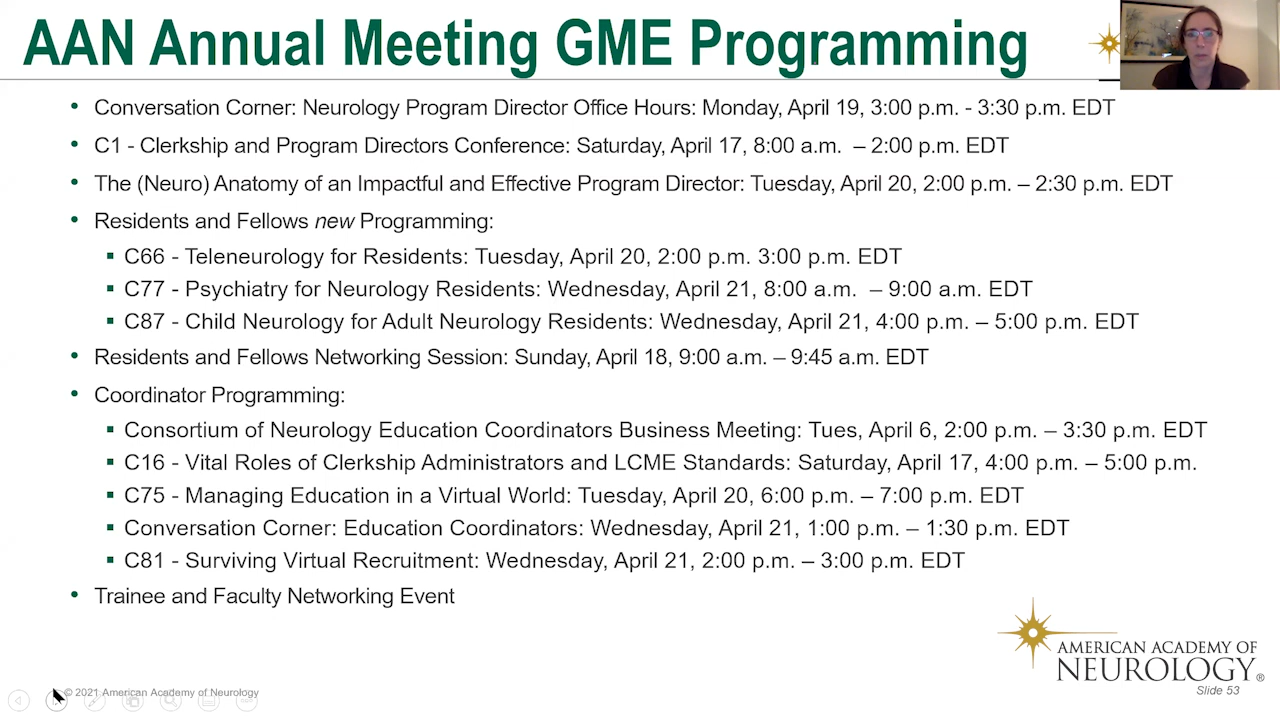 AAN Annual Meeting GME Programming
• Conversation Corner: Neurology Program Director Office Hours: Monday, April 19, 3:00 p.m. - 3:30 p.m. EDT
• C1 - Clerkship and Program Directors Conference: Saturday, April 17, 8:00 a.m. – 2:00 p.m. EDT
• The (Neuro) Anatomy of an Impactful and Effective Program Director: Tuesday, April 20, 2:00 p.m. – 2:30 p.m. EDT
• Residents and Fellows new Programming:
▪ C66 - Teleneurology for Residents: Tuesday, April 20, 2:00 p.m. 3:00 p.m. EDT
▪ C77 - Psychiatry for Neurology Residents: Wednesday, April 21, 8:00 a.m. – 9:00 a.m. EDT
▪ C87 - Child Neurology for Adult Neurology Residents: Wednesday, April 21, 4:00 p.m. – 5:00 p.m. EDT
• Residents and Fellows Networking Session: Sunday, April 18, 9:00 a.m. – 9:45 a.m. EDT
• Coordinator Programming:
▪ Consortium of Neurology Education Coordinators Business Meeting: Tues, April 6, 2:00 p.m. – 3:30 p.m. EDT
▪ C16 - Vital Roles of Clerkship Administrators and LCME Standards: Saturday, April 17, 4:00 p.m. – 5:00 p.m.
▪ C75 - Managing Education in a Virtual World: Tuesday, April 20, 6:00 p.m. – 7:00 p.m. EDT
▪ Conversation Corner: Education Coordinators: Wednesday, April 21, 1:00 p.m. – 1:30 p.m. EDT
▪ C81 - Surviving Virtual Recruitment: Wednesday, April 21, 2:00 p.m. – 3:00 p.m. EDT
• Trainee and Faculty Networking Event
AMERICAN ACADEMY OF
NEUROLOGY®
© 2021 American Academy of Neurology
Slide 53